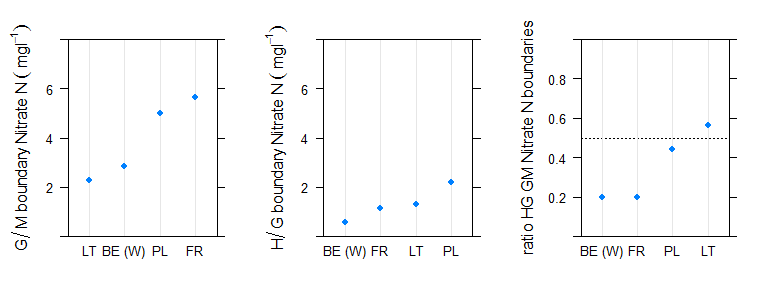 G/M boundary Nitrate N (mgl⁻¹)
6
4
2
LT BE (W) PL FR
H/G boundary Nitrate N (mgl⁻¹)
6
4
2
BE (W) FR LT PL
ratio HG GM Nitrate N boundaries
0.8
0.6
0.4
0.2
BE (W) FR PL LT